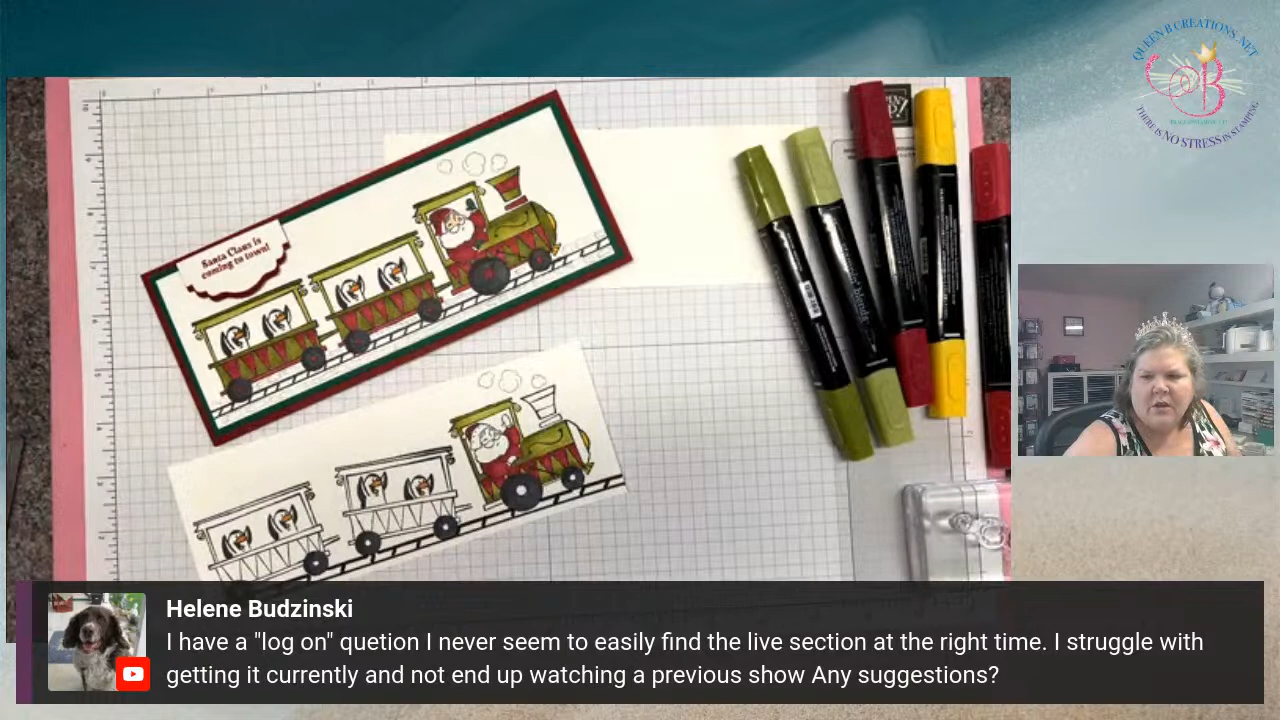 QUEEN B CREATIONS .NET
THERE IS NO STRESS IN STAMPING
Santa Claus is
coming to town!
Helene Budzinski
I have a "log on" quetion I never seem to easily find the live section at the right time. I struggle with
getting it currently and not end up watching a previous show Any suggestions?